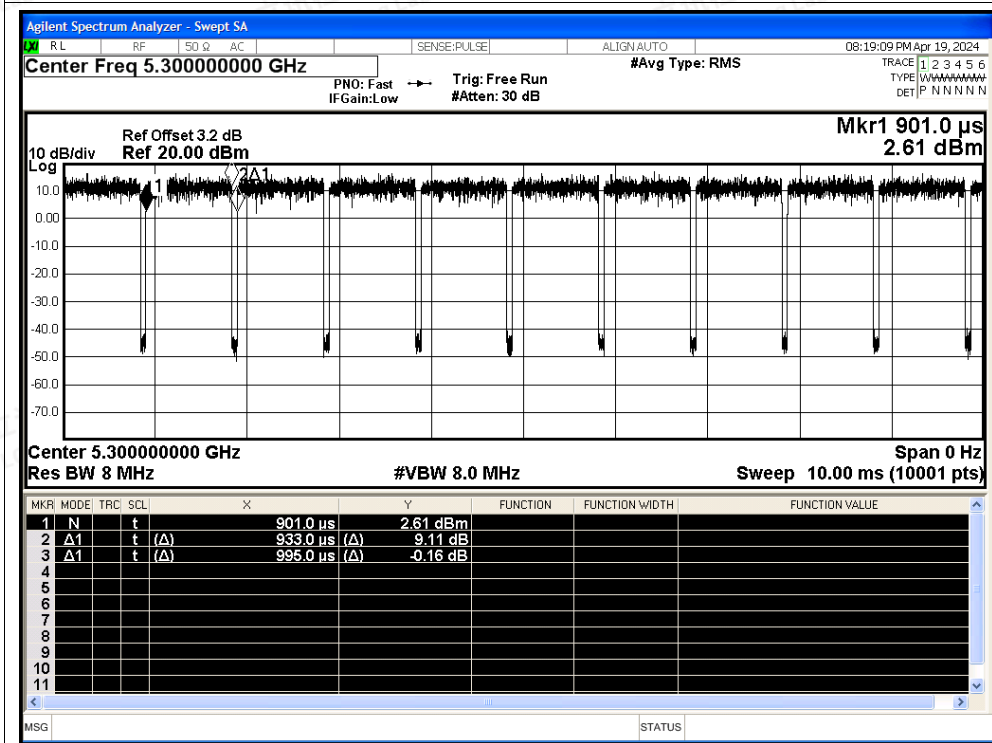 Agilent Spectrum Analyzer - Swept SA
LXI RL RF 50 Ω AC SENSE:PULSE ALIGN AUTO 08:19:09 PM Apr 19, 2024
Center Freq 5.300000000 GHz #Avg Type: RMS TRACE 1 2 3 4 5 6
PNO: Fast Trig: Free Run TYPE WWWWWW
IFGain:Low #Atten: 30 dB DET P N N N N N
Mkr1 901.0 µs
2.61 dBm
Ref Offset 3.2 dB
10 dB/div Ref 20.00 dBm
Log
1 2Δ1
10.0
0.00
-10.0
-20.0
-30.0
-40.0
-50.0
-60.0
-70.0
Center 5.300000000 GHz Span 0 Hz
Res BW 8 MHz #VBW 8.0 MHz Sweep 10.00 ms (10001 pts)
MKR MODE TRC SCL X Y FUNCTION FUNCTION WIDTH FUNCTION VALUE
1 N t 901.0 µs 2.61 dBm
2 Δ1 t (Δ) 933.0 µs (Δ) 9.11 dB
3 Δ1 t (Δ) 995.0 µs (Δ) -0.16 dB
4
5
6
7
8
9
10
11
MSG STATUS